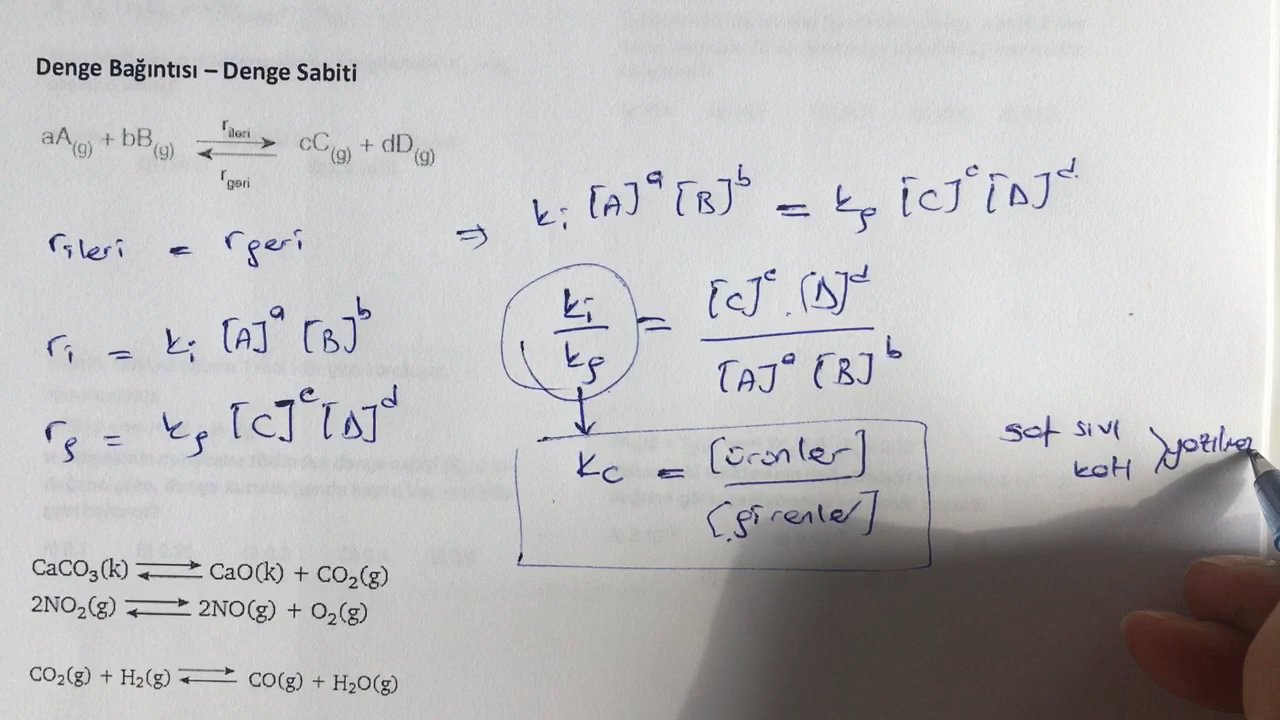 Denge Bağıntısı – Denge Sabiti
aA(g) + bB(g) ⇌ cC(g) + dD(g)
rileri
rgeri
rileri = rgeri
⇒ ki [A]^a [B]^b = kg [C]^c [D]^d
ri = ki [A]^a [B]^b
rg = kg [C]^c [D]^d
ki/kg = [C]^c . [D]^d / [A]^a [B]^b
kc = [ürünler] / [girenler]
saf sıvı
katı
CaCO₃(k) ⇌ CaO(k) + CO₂(g)
2NO₂(g) ⇌ 2NO(g) + O₂(g)
CO₂(g) + H₂(g) ⇌ CO(g) + H₂O(g)